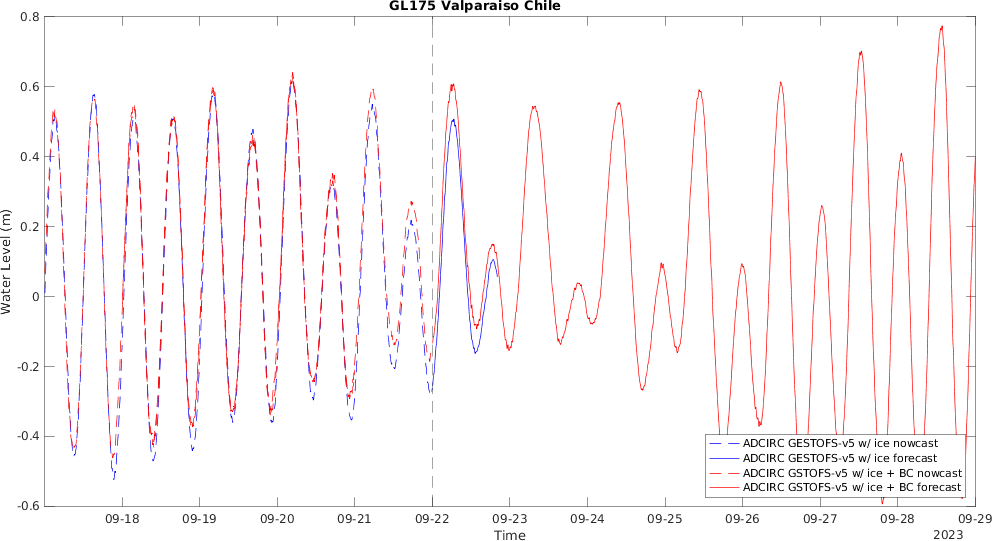 GL175 Valparaiso Chile
0.8
0.6
0.4
0.2
0
-0.2
-0.4
-0.6
Water Level (m)
ADCIRC GESTOFS-v5 w/ ice nowcast
ADCIRC GESTOFS-v5 w/ ice forecast
ADCIRC GSTOFS-v5 w/ ice + BC nowcast
ADCIRC GSTOFS-v5 w/ ice + BC forecast
09-18 09-19 09-20 09-21 09-22 09-23 09-24 09-25 09-26 09-27 09-28 09-29
Time
2023